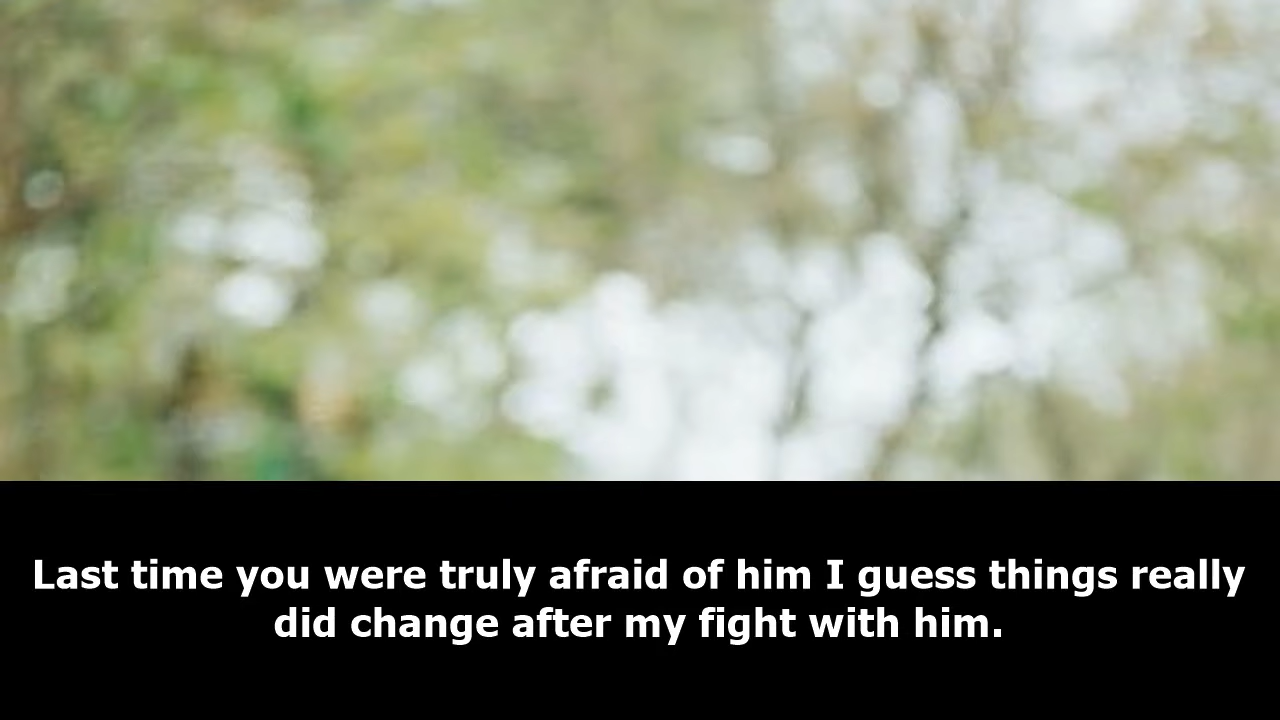 Last time you were truly afraid of him I guess things really
did change after my fight with him.